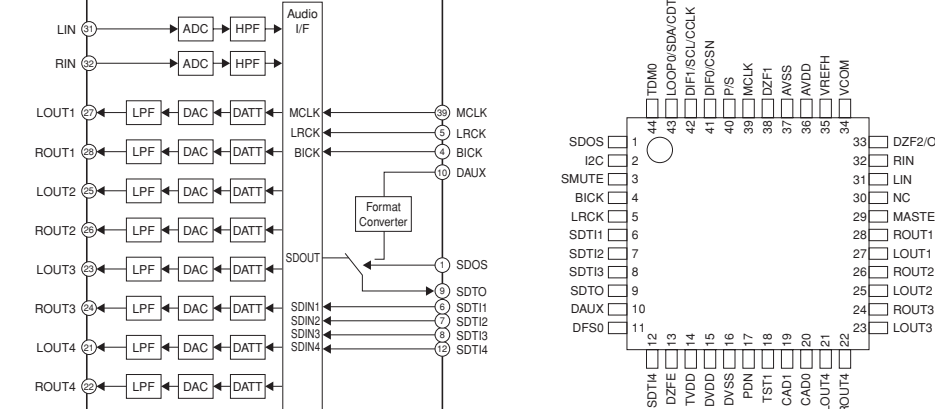 Audio
I/F
LIN 31 ADC HPF
RIN 32 ADC HPF
LOUT1 27 LPF DAC DATT MCLK 39 MCLK
LRCK 5 LRCK
ROUT1 28 LPF DAC DATT BICK 4 BICK
10 DAUX
LOUT2 25 LPF DAC DATT
Format
Converter
ROUT2 26 LPF DAC DATT
SDOUT
LOUT3 23 LPF DAC DATT 1 SDOS
9 SDTO
ROUT3 24 LPF DAC DATT SDIN1 6 SDTI1
SDIN2 7 SDTI2
SDIN3 8 SDTI3
LOUT4 21 LPF DAC DATT SDIN4 12 SDTI4
ROUT4 22 LPF DAC DATT
44 TDM0
43 LOOP0/SDA/CDT
42 DIF1/SCL/CCLK
41 DIF0/CSN
40 P/S
39 MCLK
38 DZF1
37 AVSS
36 AVDD
35 VREFH
34 VCOM
SDOS 1
I2C 2
SMUTE 3
BICK 4
LRCK 5
SDTI1 6
SDTI2 7
SDTI3 8
SDTO 9
DAUX 10
DFS0 11
33 DZF2/O
32 RIN
31 LIN
30 NC
29 MASTE
28 ROUT1
27 LOUT1
26 ROUT2
25 LOUT2
24 ROUT3
23 LOUT3
SDTI4 12
DZFE 13
TVDD 14
DVDD 15
DVSS 16
PDN 17
TST1 18
CAD1 19
CAD0 20
OUT4 21
ROUT4 22